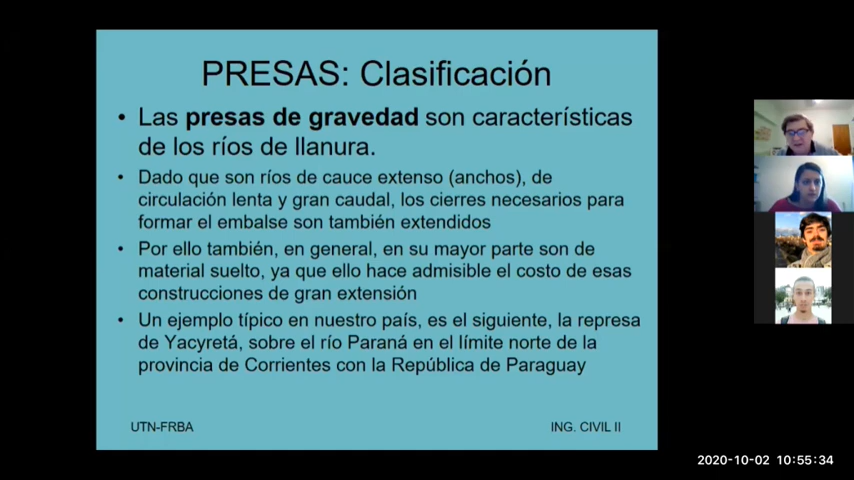 PRESAS: Clasificación
• Las presas de gravedad son características
de los ríos de llanura.
• Dado que son ríos de cauce extenso (anchos), de
circulación lenta y gran caudal, los cierres necesarios para
formar el embalse son también extendidos
• Por ello también, en general, en su mayor parte son de
material suelto, ya que ello hace admisible el costo de esas
construcciones de gran extensión
• Un ejemplo típico en nuestro país, es el siguiente, la represa
de Yacyretá, sobre el río Paraná en el límite norte de la
provincia de Corrientes con la República de Paraguay
UTN-FRBA
ING. CIVIL II
2020-10-02 10:55:34